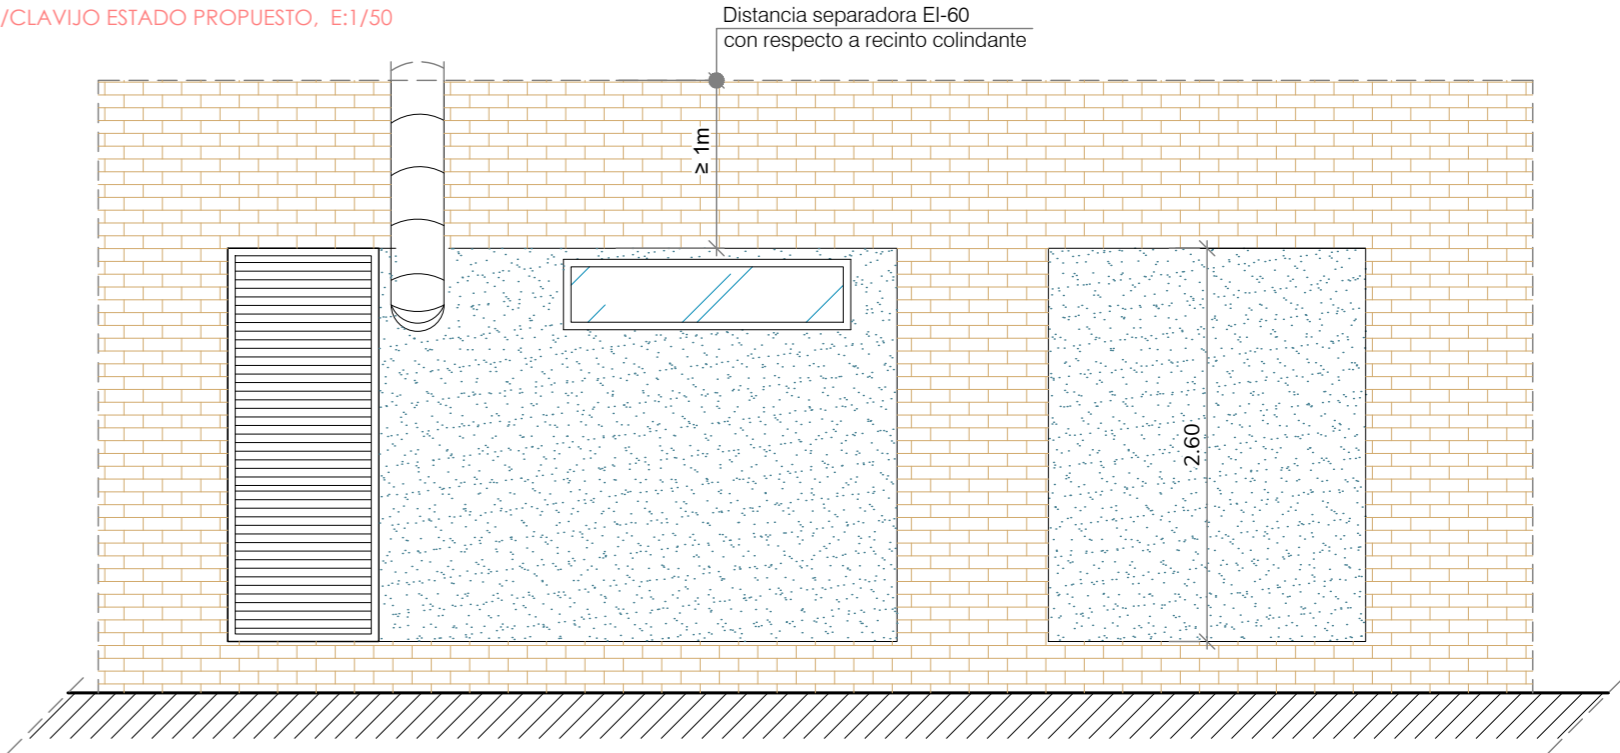 /CLAVIJO ESTADO PROPUESTO, E:1/50
Distancia separadora EI-60
con respecto a recinto colindante
≥ 1m
2.60